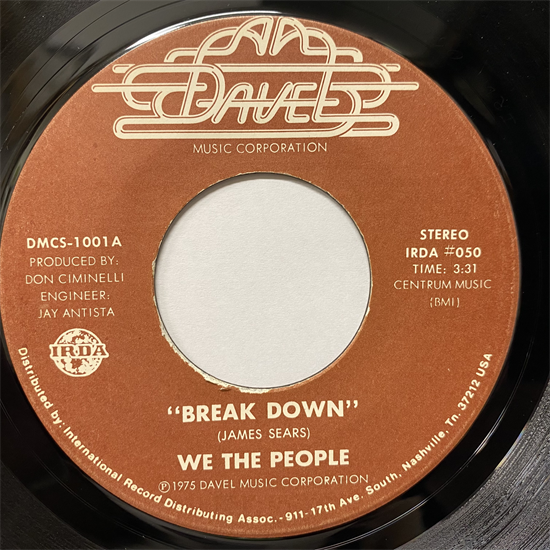 DAVEL
MUSIC CORPORATION
DMCS-1001A
PRODUCED BY:
DON CIMINELLI
ENGINEER:
JAY ANTISTA
IRDA
STEREO
IRDA #050
TIME: 3:31
CENTRUM MUSIC
(BMI)
"BREAK DOWN"
(JAMES SEARS)
WE THE PEOPLE
Ⓟ1975 DAVEL MUSIC CORPORATION
Distributed by: International Record Distributing Assoc. - 911-17th Ave. South, Nashville, Tn. 37212 USA